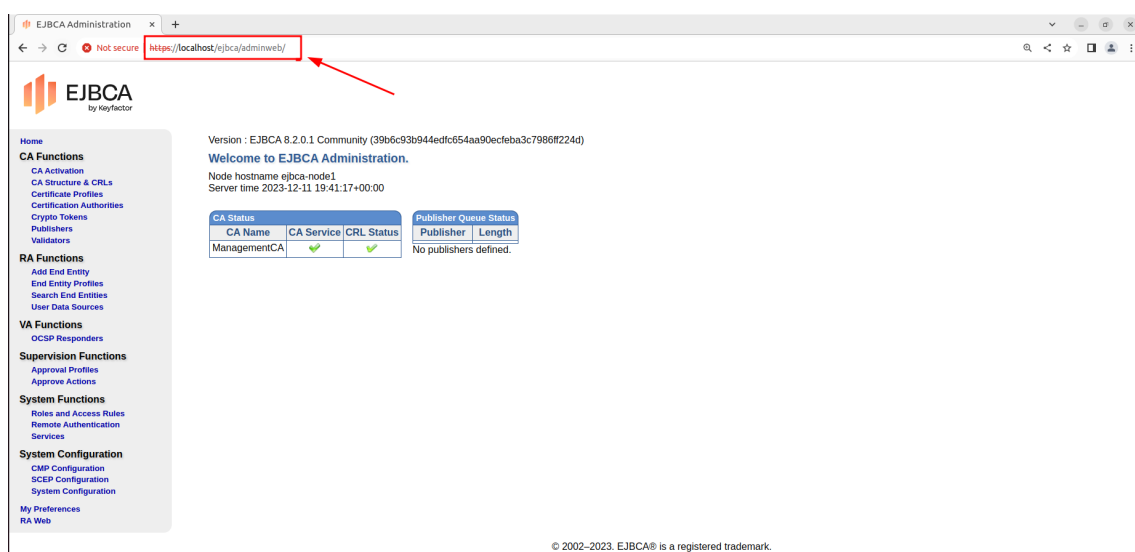 EJBCA Administration
Not secure https://localhost/ejbca/adminweb/
EJBCA
by Keyfactor
Home
CA Functions
CA Activation
CA Structure & CRLs
Certificate Profiles
Certification Authorities
Crypto Tokens
Publishers
Validators
RA Functions
Add End Entity
End Entity Profiles
Search End Entities
User Data Sources
VA Functions
OCSP Responders
Supervision Functions
Approval Profiles
Approve Actions
System Functions
Roles and Access Rules
Remote Authentication
Services
System Configuration
CMP Configuration
SCEP Configuration
System Configuration
My Preferences
RA Web
Version : EJBCA 8.2.0.1 Community (39b6c93b944edfc654aa90ecfeba3c7986ff224d)
Welcome to EJBCA Administration.
Node hostname ejbca-node1
Server time 2023-12-11 19:41:17+00:00
CA Status
CA Name CA Service CRL Status
ManagementCA
Publisher Queue Status
Publisher Length
No publishers defined.
© 2002–2023. EJBCA® is a registered trademark.